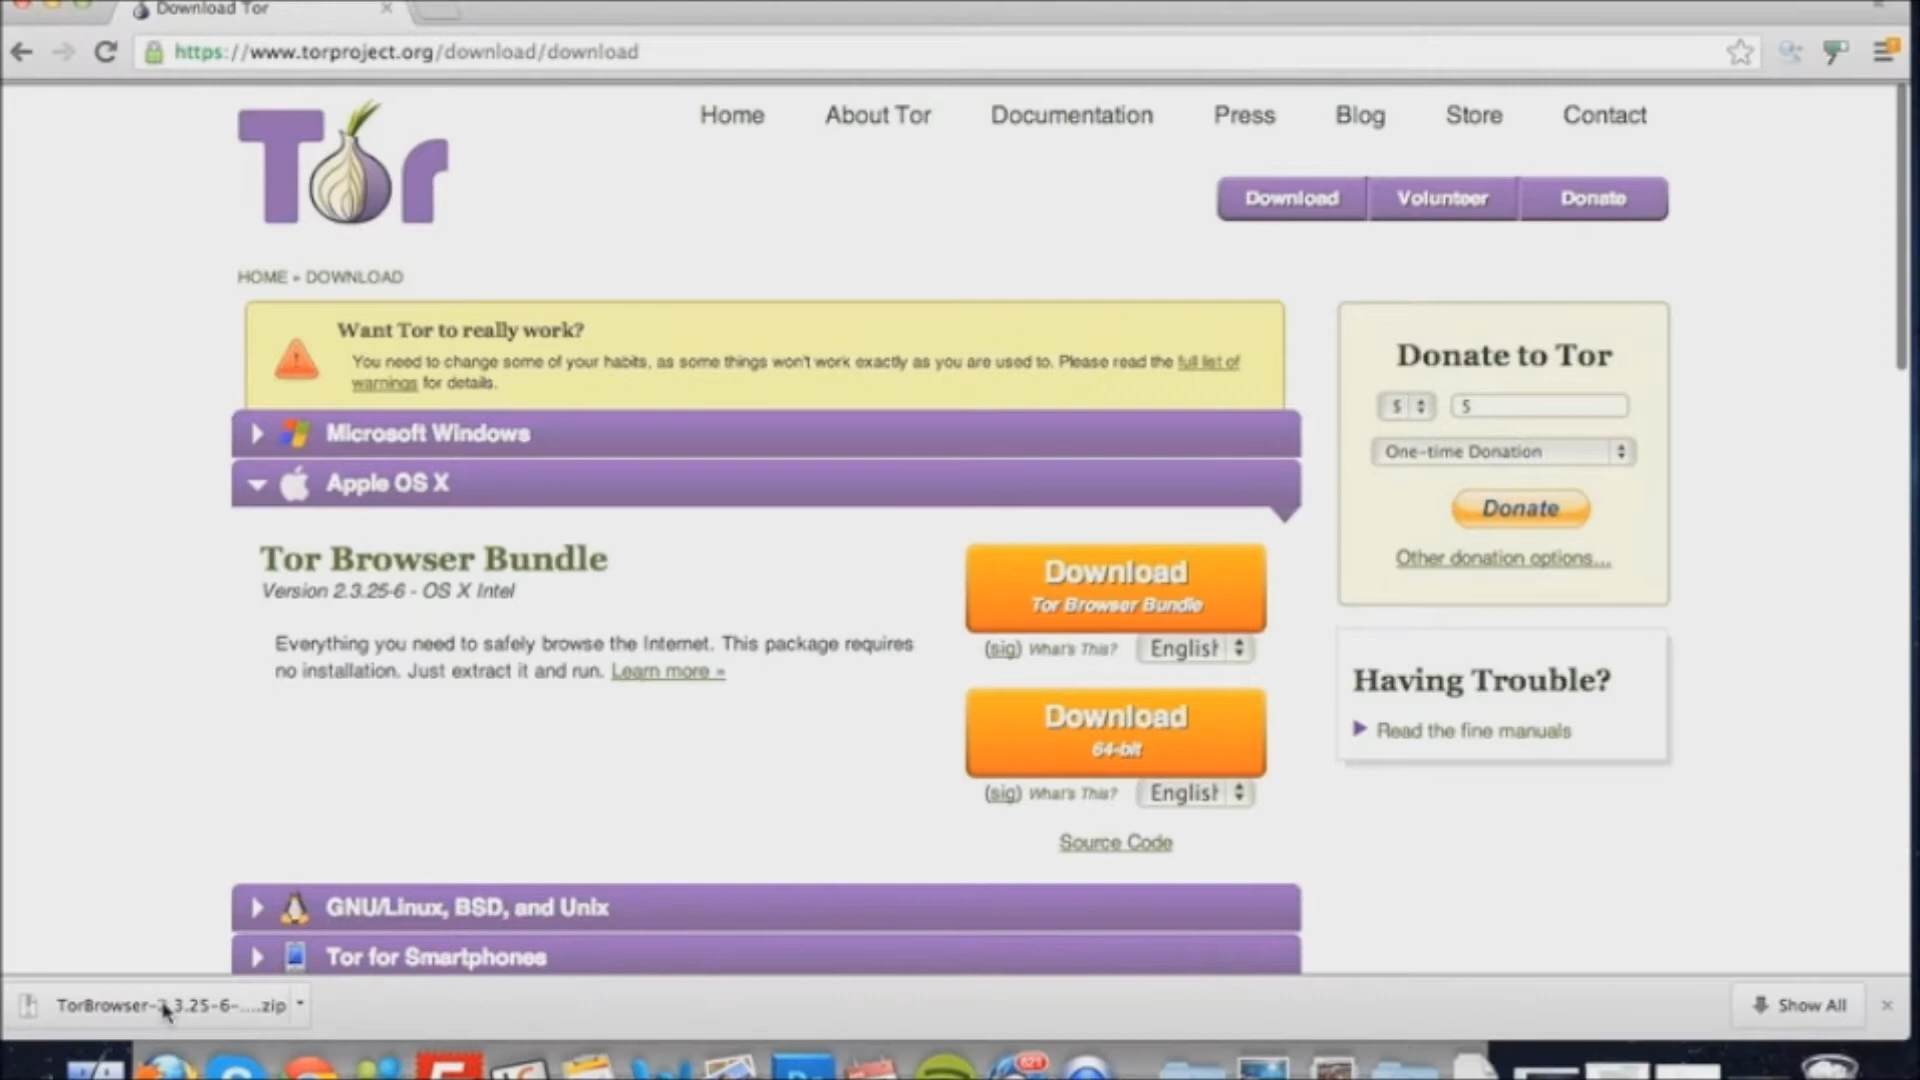 Download Tor
https://www.torproject.org/download/download
Tor
Home About Tor Documentation Press Blog Store Contact
Download Volunteer Donate
HOME » DOWNLOAD
Want Tor to really work?
You need to change some of your habits, as some things won't work exactly as you are used to. Please read the full list of
warnings for details.
Microsoft Windows
Apple OS X
Tor Browser Bundle
Version 2.3.25-6 - OS X Intel
Everything you need to safely browse the Internet. This package requires
no installation. Just extract it and run. Learn more »
Download
Tor Browser Bundle
(sig) What's This? English
Download
64-bit
(sig) What's This? English
Source Code
GNU/Linux, BSD, and Unix
Tor for Smartphones
Donate to Tor
$ 5
One-time Donation
Donate
Other donation options...
Having Trouble?
Read the fine manuals
TorBrowser-2.3.25-6-....zip
Show All
621